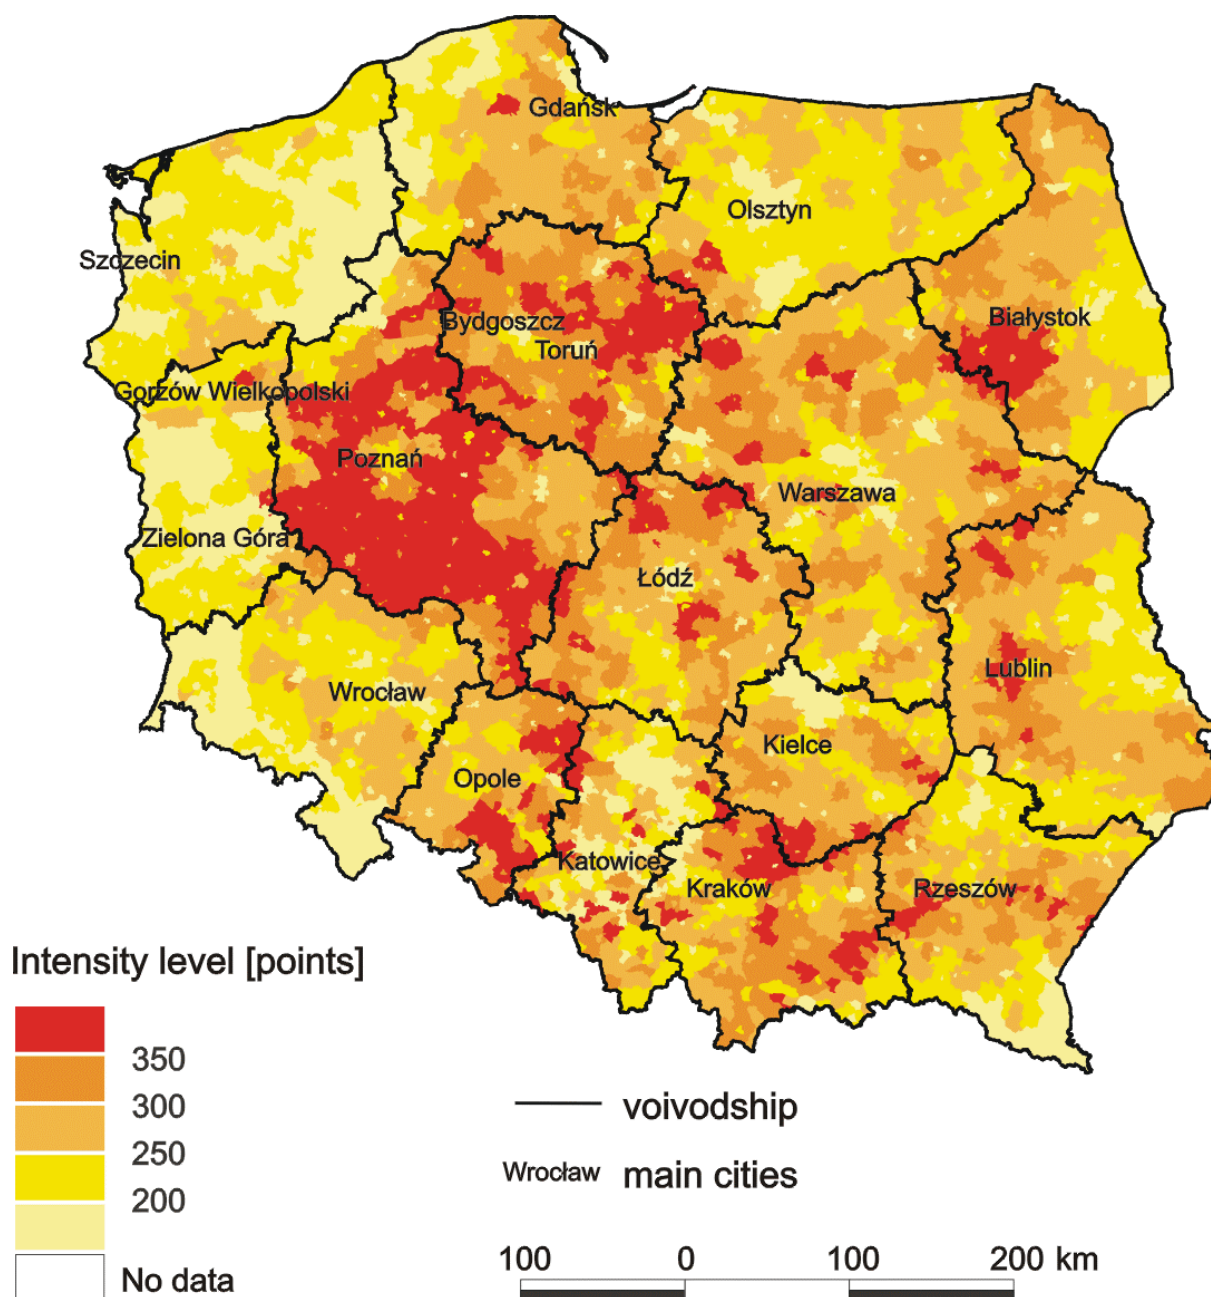 Gdańsk
Olsztyn
Szczecin
Białystok
Bydgoszcz
Toruń
Gorzów Wielkopolski
Poznań
Warszawa
Zielona Góra
Łódź
Lublin
Wrocław
Kielce
Opole
Katowice
Kraków
Rzeszów
Intensity level [points]
350
300
250
200
No data
voivodship
Wrocław main cities
100 0 100 200 km